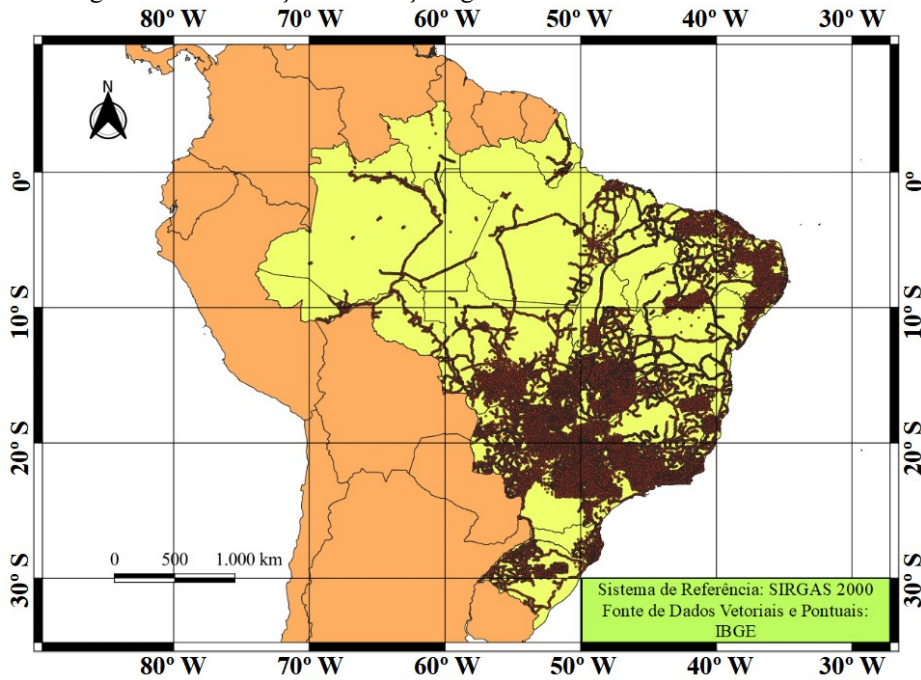 80º W 70º W 60º W 50º W 40º W 30º W
N
0º 0º
10º S 10º S
20º S 20º S
30º S 30º S
0 500 1.000 km
Sistema de Referência: SIRGAS 2000
Fonte de Dados Vetoriais e Pontuais:
IBGE
80º W 70º W 60º W 50º W 40º W 30º W